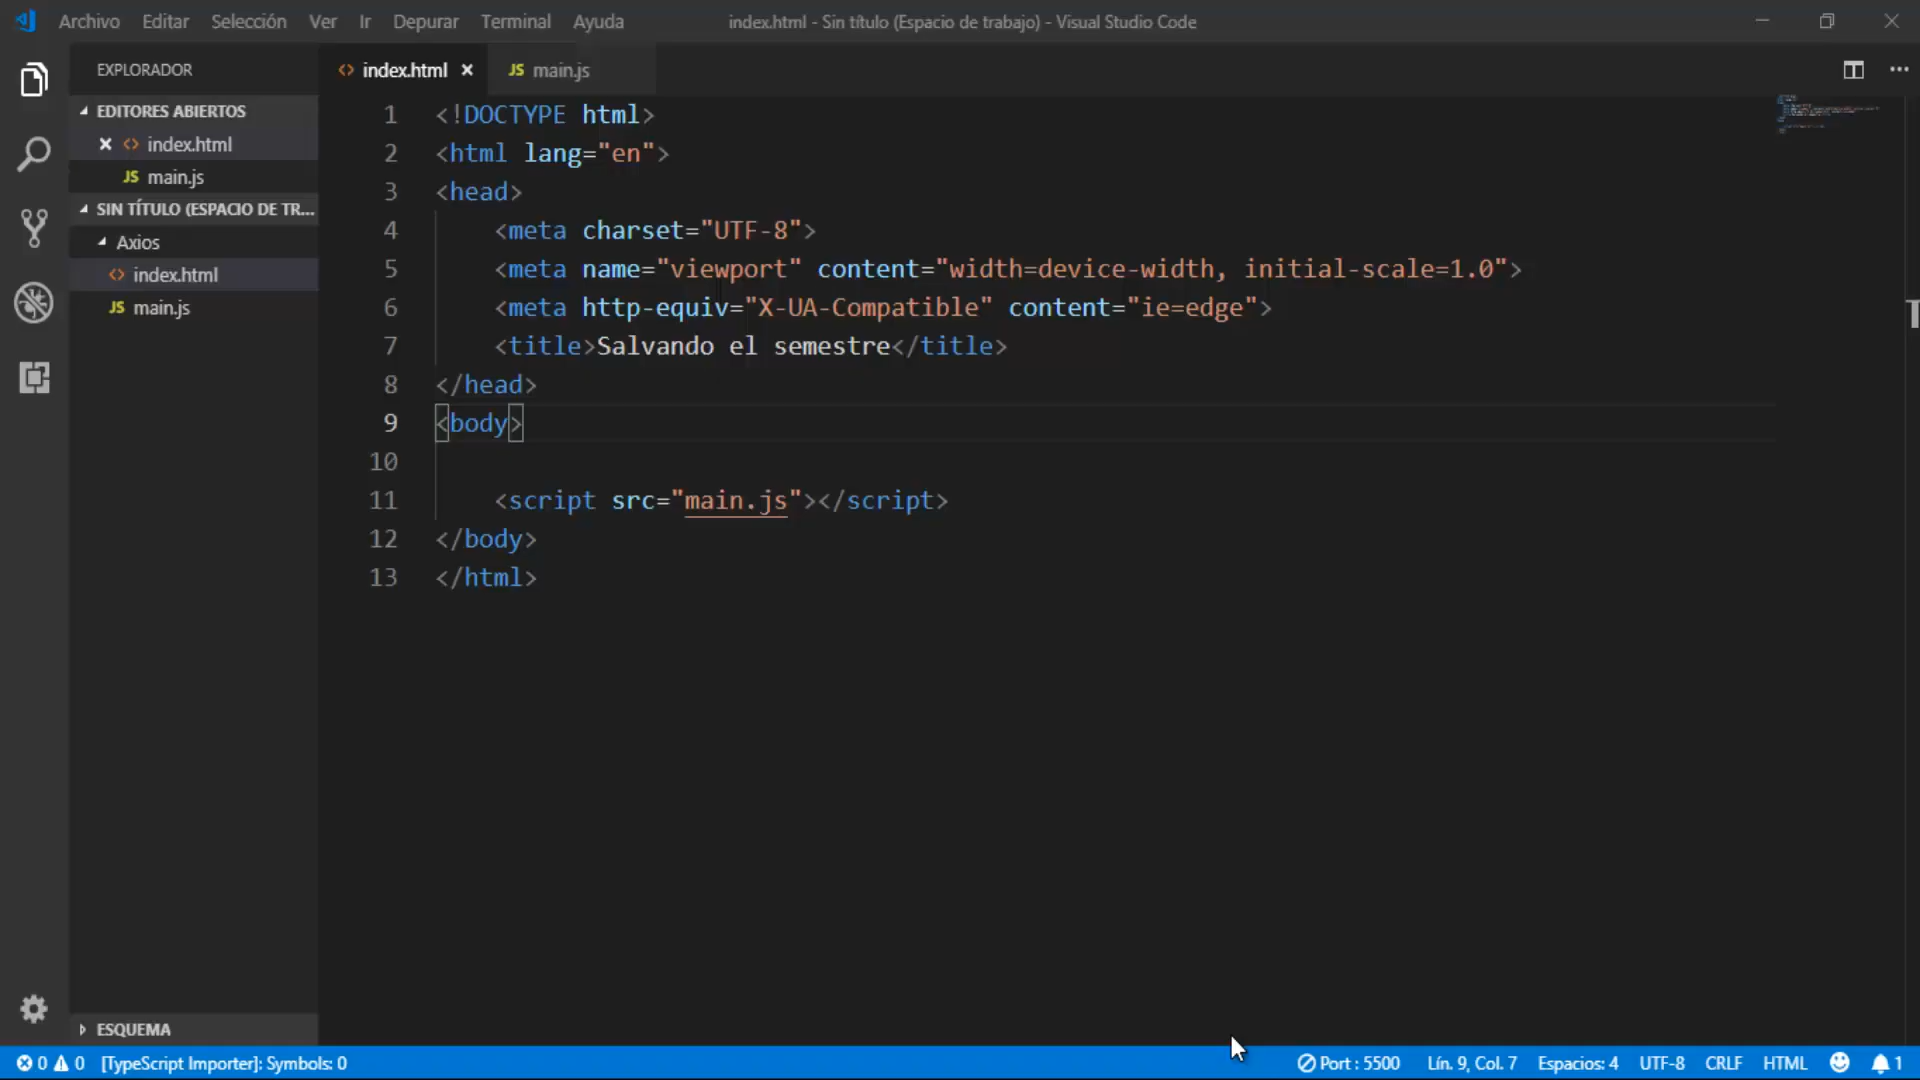 Archivo Editar Selección Ver Ir Depurar Terminal Ayuda index.html - Sin título (Espacio de trabajo) - Visual Studio Code
EXPLORADOR
EDITORES ABIERTOS
index.html
JS main.js
SIN TÍTULO (ESPACIO DE TR...
Axios
index.html
JS main.js
ESQUEMA
index.html JS main.js
1 <!DOCTYPE html>
2 <html lang="en">
3 <head>
4 <meta charset="UTF-8">
5 <meta name="viewport" content="width=device-width, initial-scale=1.0">
6 <meta http-equiv="X-UA-Compatible" content="ie=edge">
7 <title>Salvando el semestre</title>
8 </head>
9 <body>
10
11 <script src="main.js"></script>
12 </body>
13 </html>
0 0 [TypeScript Importer]: Symbols: 0 Port : 5500 Lín. 9, Col. 7 Espacios: 4 UTF-8 CRLF HTML 1